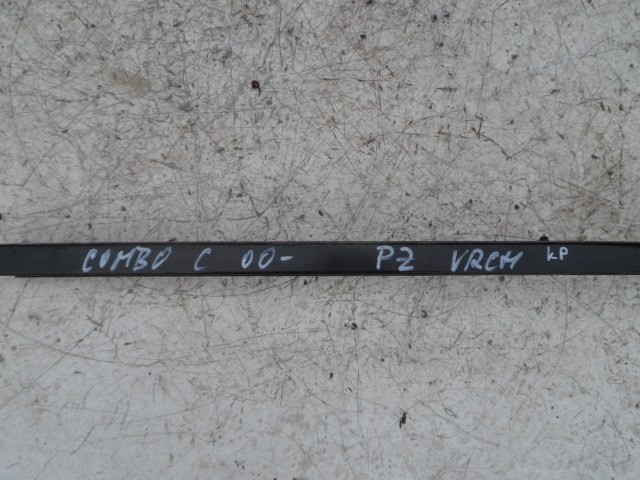 COMBO C 00- PZ VRCH KP